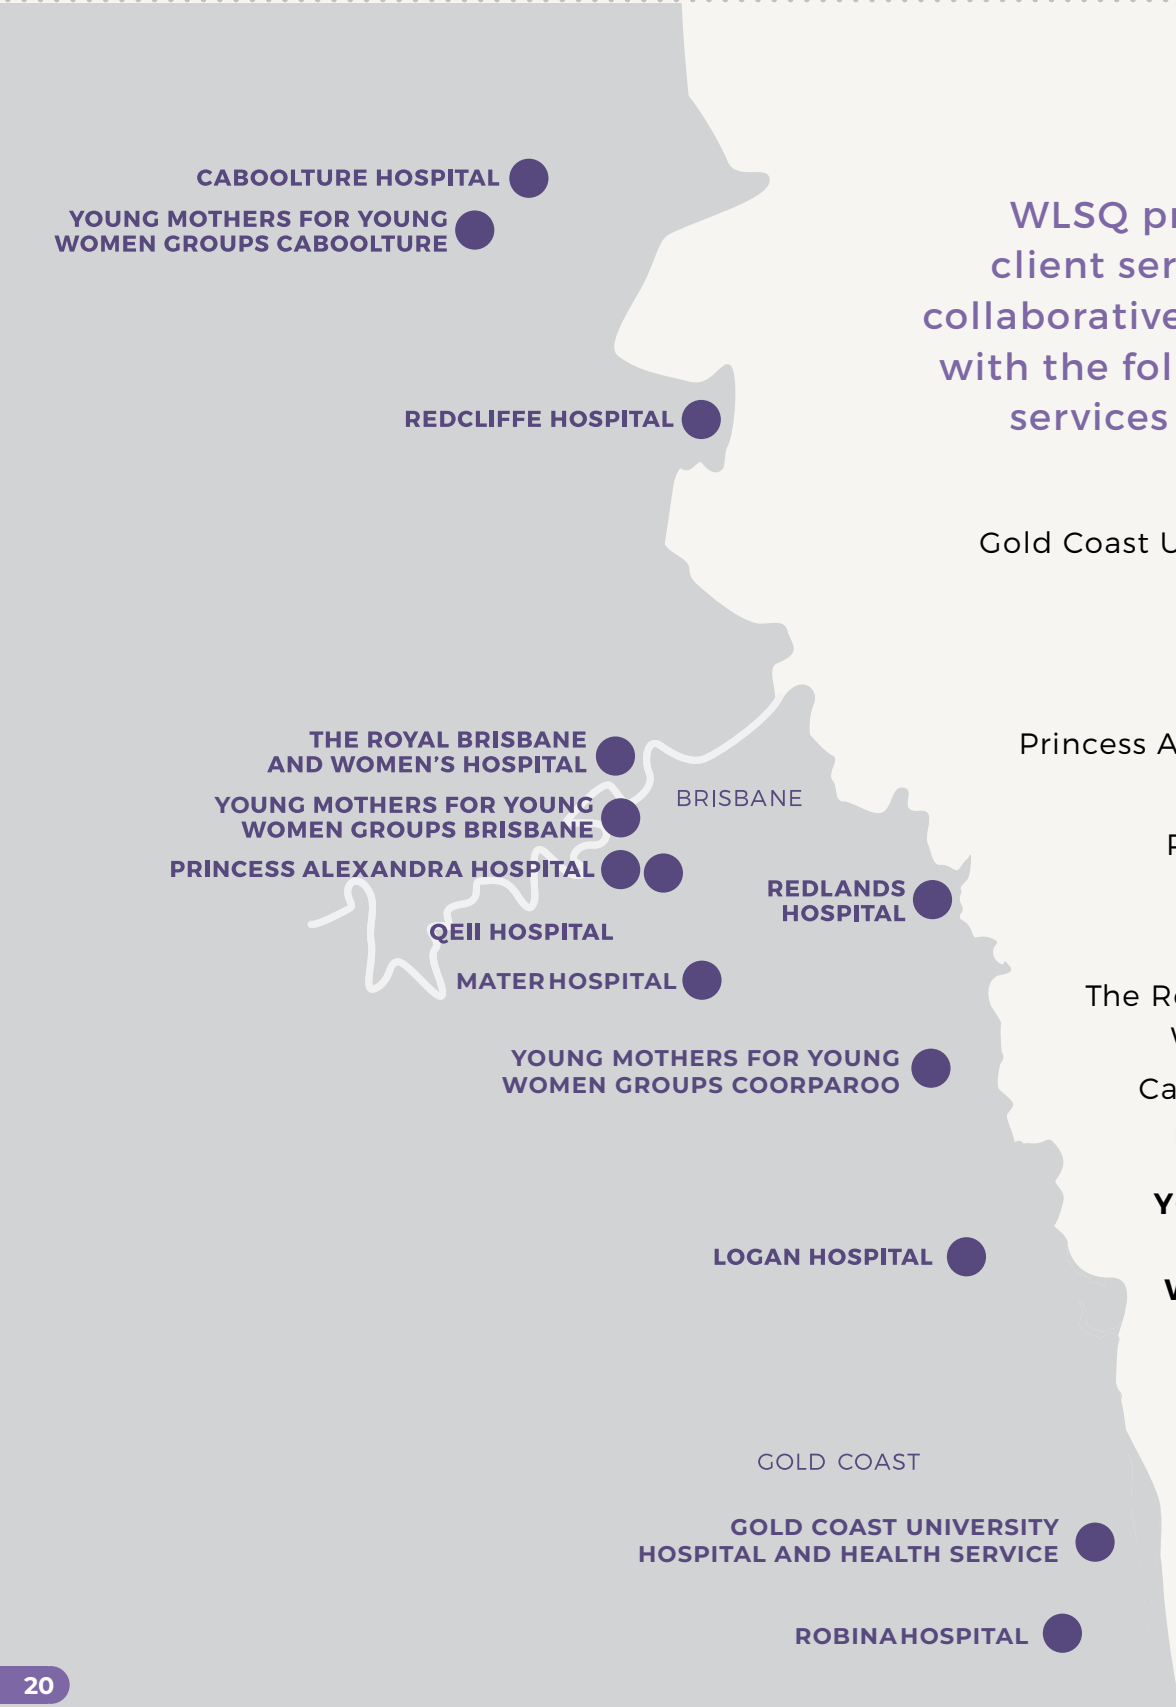 CABOOLTURE HOSPITAL
YOUNG MOTHERS FOR YOUNG
WOMEN GROUPS CABOOLTURE
REDCLIFFE HOSPITAL
THE ROYAL BRISBANE
AND WOMEN'S HOSPITAL
BRISBANE
YOUNG MOTHERS FOR YOUNG
WOMEN GROUPS BRISBANE
PRINCESS ALEXANDRA HOSPITAL
REDLANDS
HOSPITAL
QEII HOSPITAL
MATER HOSPITAL
YOUNG MOTHERS FOR YOUNG
WOMEN GROUPS COORPAROO
LOGAN HOSPITAL
GOLD COAST
GOLD COAST UNIVERSITY
HOSPITAL AND HEALTH SERVICE
ROBINA HOSPITAL
WLSQ
client
with the
services
Gold Coast
Princess
The
20